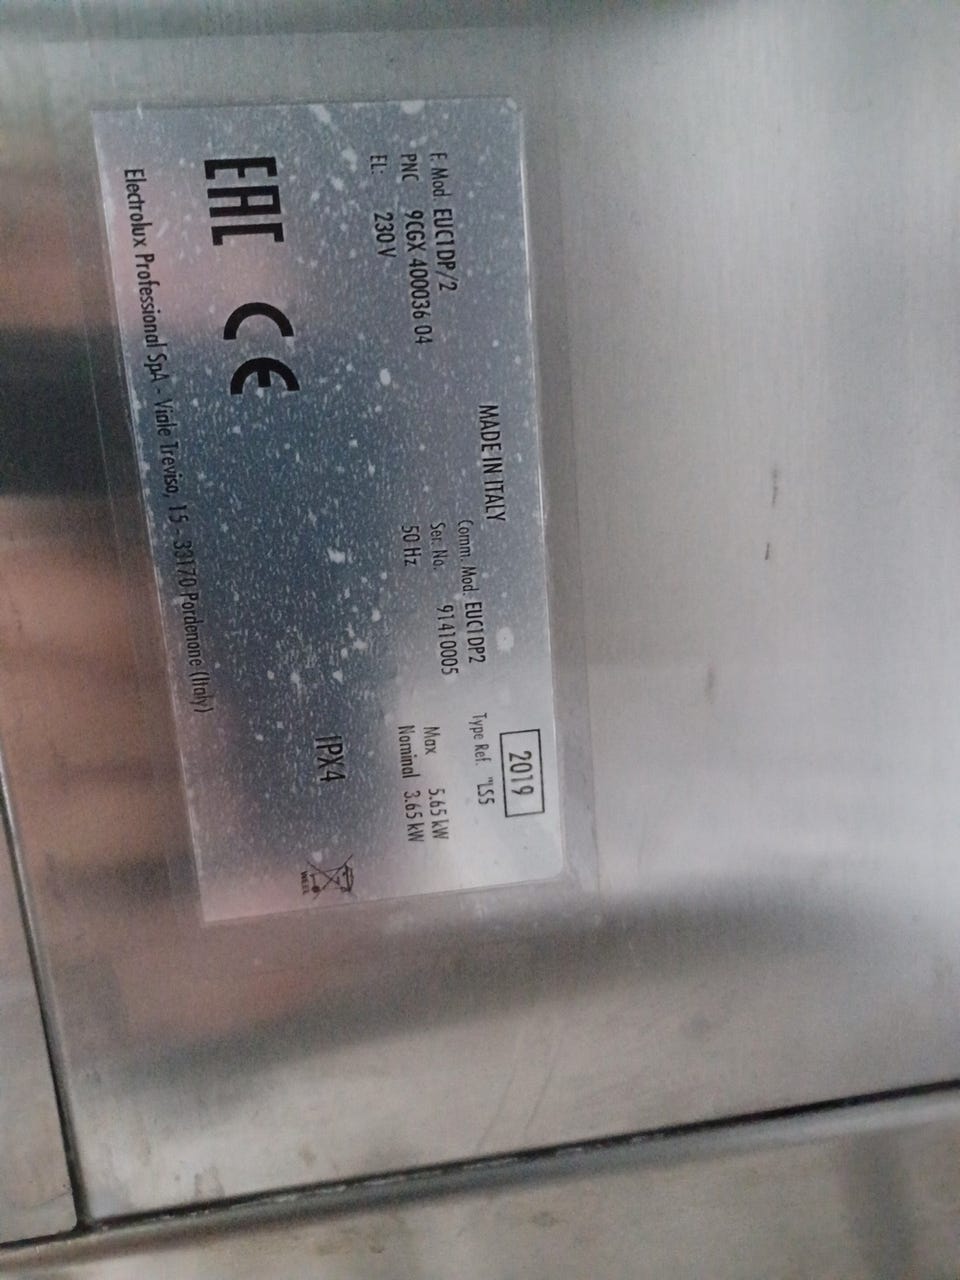 2019
MADE IN ITALY
Comm. Mod. EUC1DP2 Type Ref. "LS5
F. Mod EUC1DP/2 Ser. No. 91410005 Max 5.65 kW
PNC 9CGX 400036 04 50 Hz Nominal 3.65 kW
EL: 230 V
IPX4
EAC CE
WEEE
Electrolux Professional SpA - Viale Treviso, 15 - 33170 Pordenone (Italy)